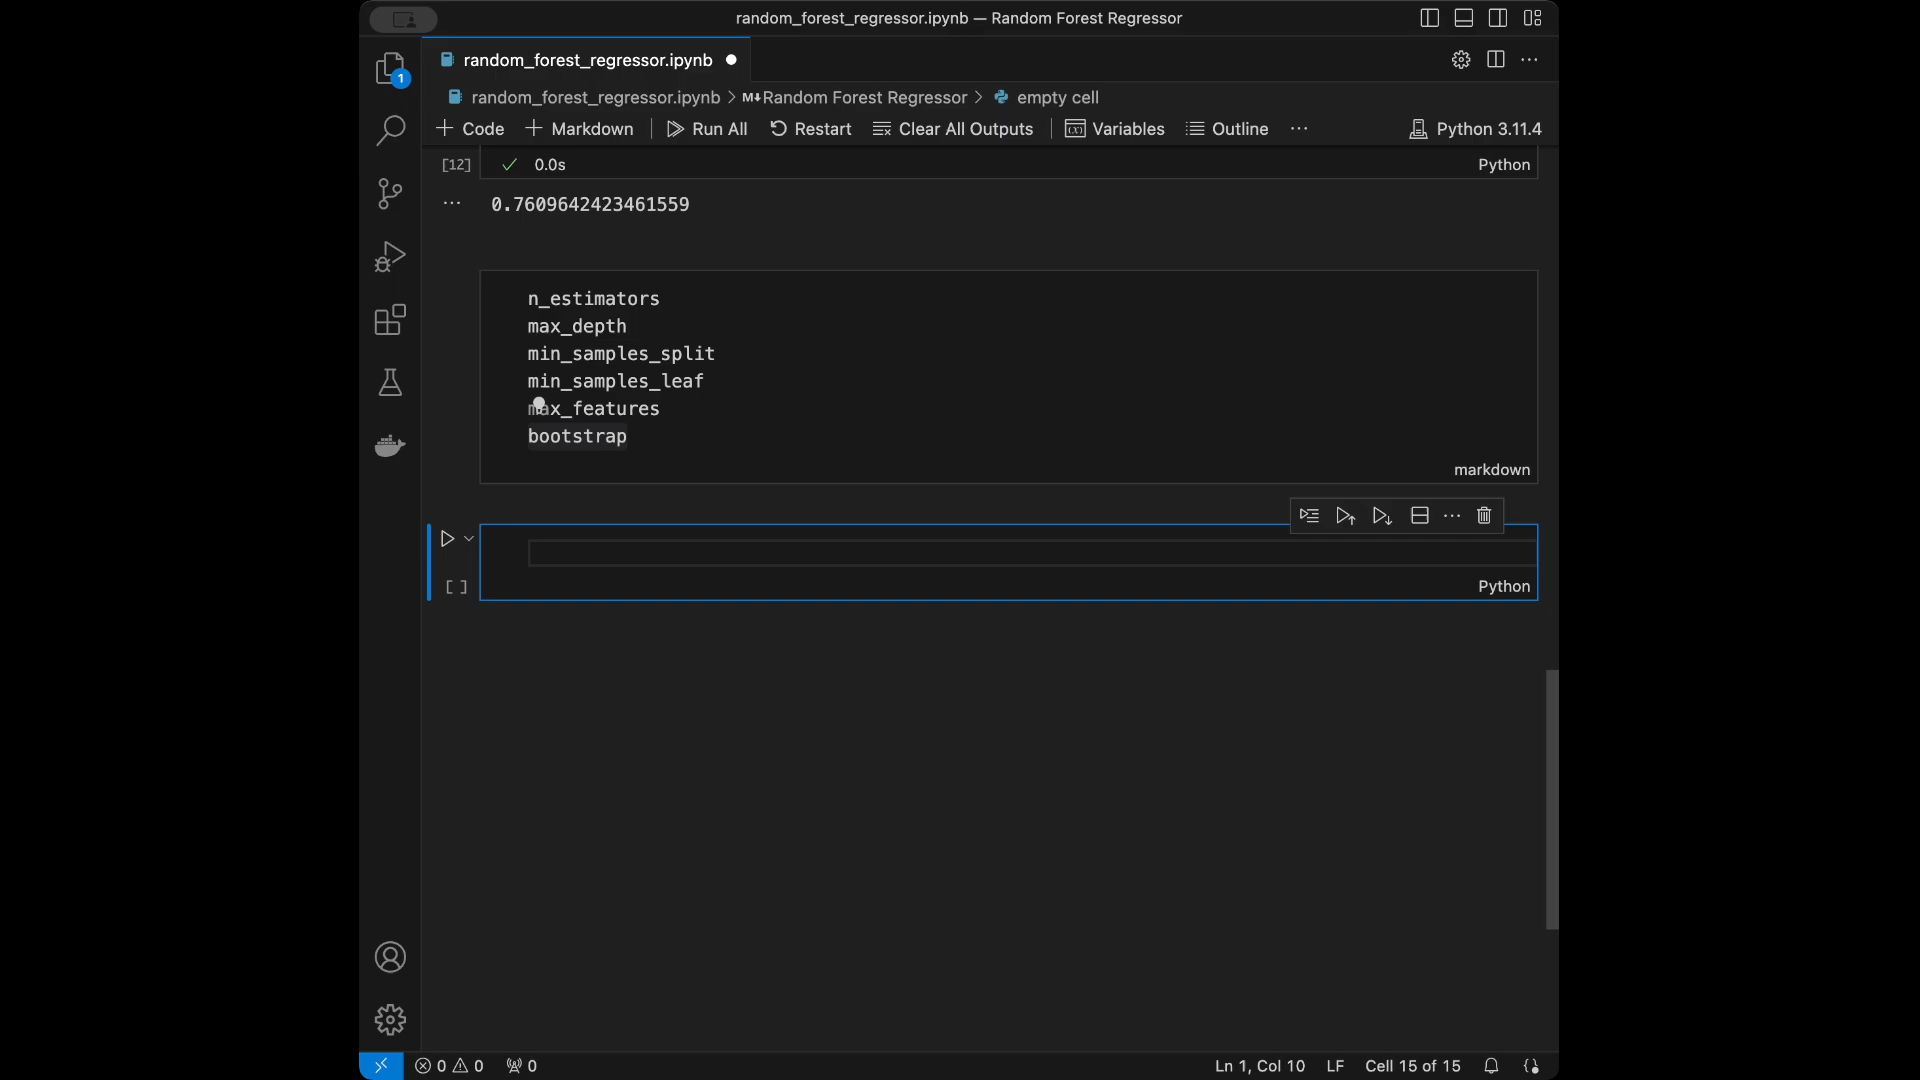 random_forest_regressor.ipynb — Random Forest Regressor
1
random_forest_regressor.ipynb
random_forest_regressor.ipynb > M↓Random Forest Regressor > empty cell
+ Code + Markdown Run All Restart Clear All Outputs (x) Variables Outline ... Python 3.11.4
[12] ✓ 0.0s Python
... 0.7609642423461559
n_estimators
max_depth
min_samples_split
min_samples_leaf
max_features
bootstrap
markdown
...
[ ] Python
0 0 0 Ln 1, Col 10 LF Cell 15 of 15